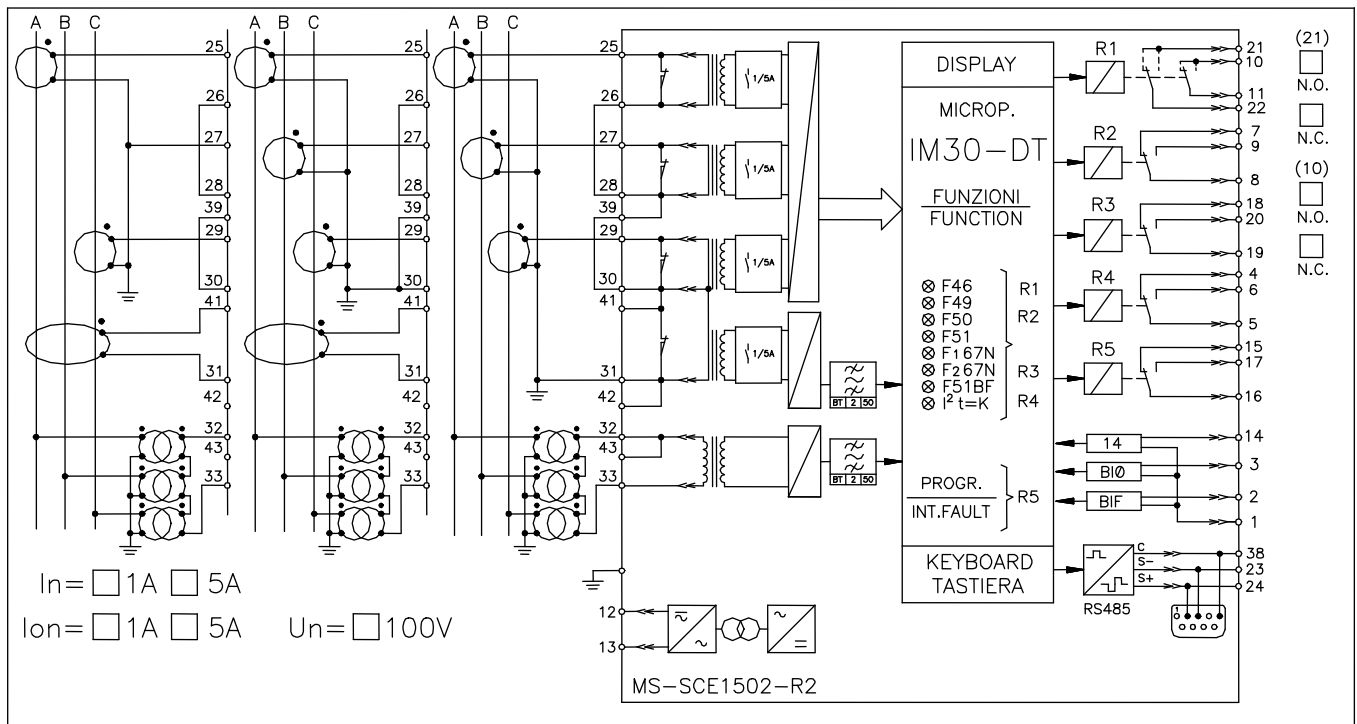 A B C
A B C
A B C
25
26
27
28
39
29
30
41
31
42
32
43
33
25
26
27
28
39
29
30
41
31
42
32
43
33
25
26
27
28
39
29
30
41
31
42
32
43
33
12
13
1/5A
1/5A
1/5A
1/5A
BT 2 50
BT 2 50
DISPLAY
MICROP.
IM30-DT
FUNZIONI
FUNCTION
F46
F49
F50
F51
F1 67N
F2 67N
F51BF
I² t=K
R1
R2
R3
R4
PROGR.
INT.FAULT
R5
KEYBOARD
TASTIERA
R1
R2
R3
R4
R5
14
BIØ
BIF
C
S-
S+
RS485
1
21
10
11
22
7
9
8
18
20
19
4
6
5
15
17
16
14
3
2
1
38
23
24
(21)
N.O.
N.C.
(10)
N.O.
N.C.
In= 1A 5A
Ion= 1A 5A Un= 100V
MS-SCE1502-R2